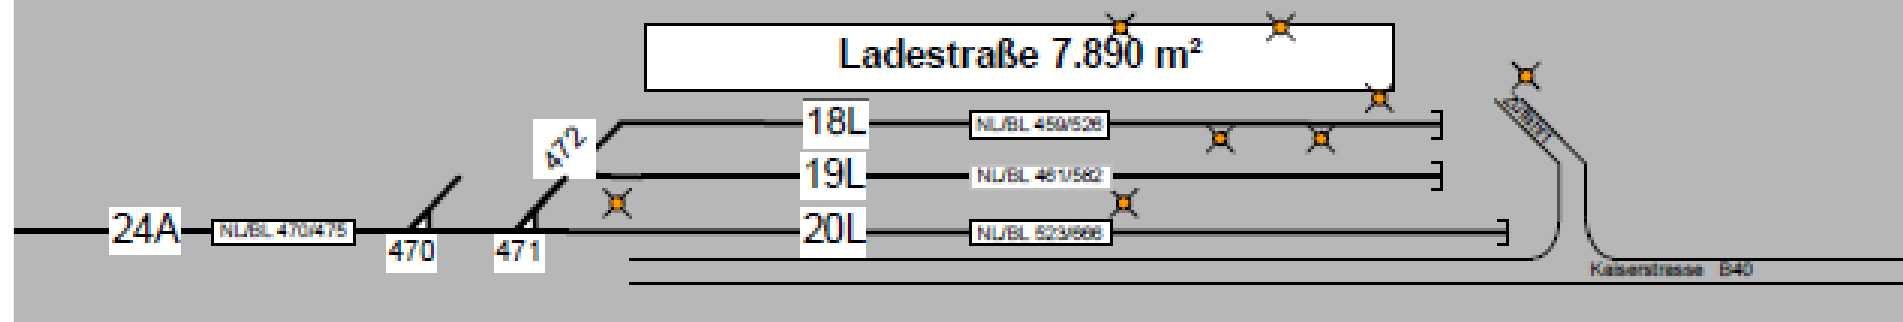 Ladestraße 7.890 m²
472
18L
NL/BL 459/526
19L
NL/BL 461/562
24A
NL/BL 470/475
470
471
20L
NL/BL 523/666
Kaiserstrasse B40